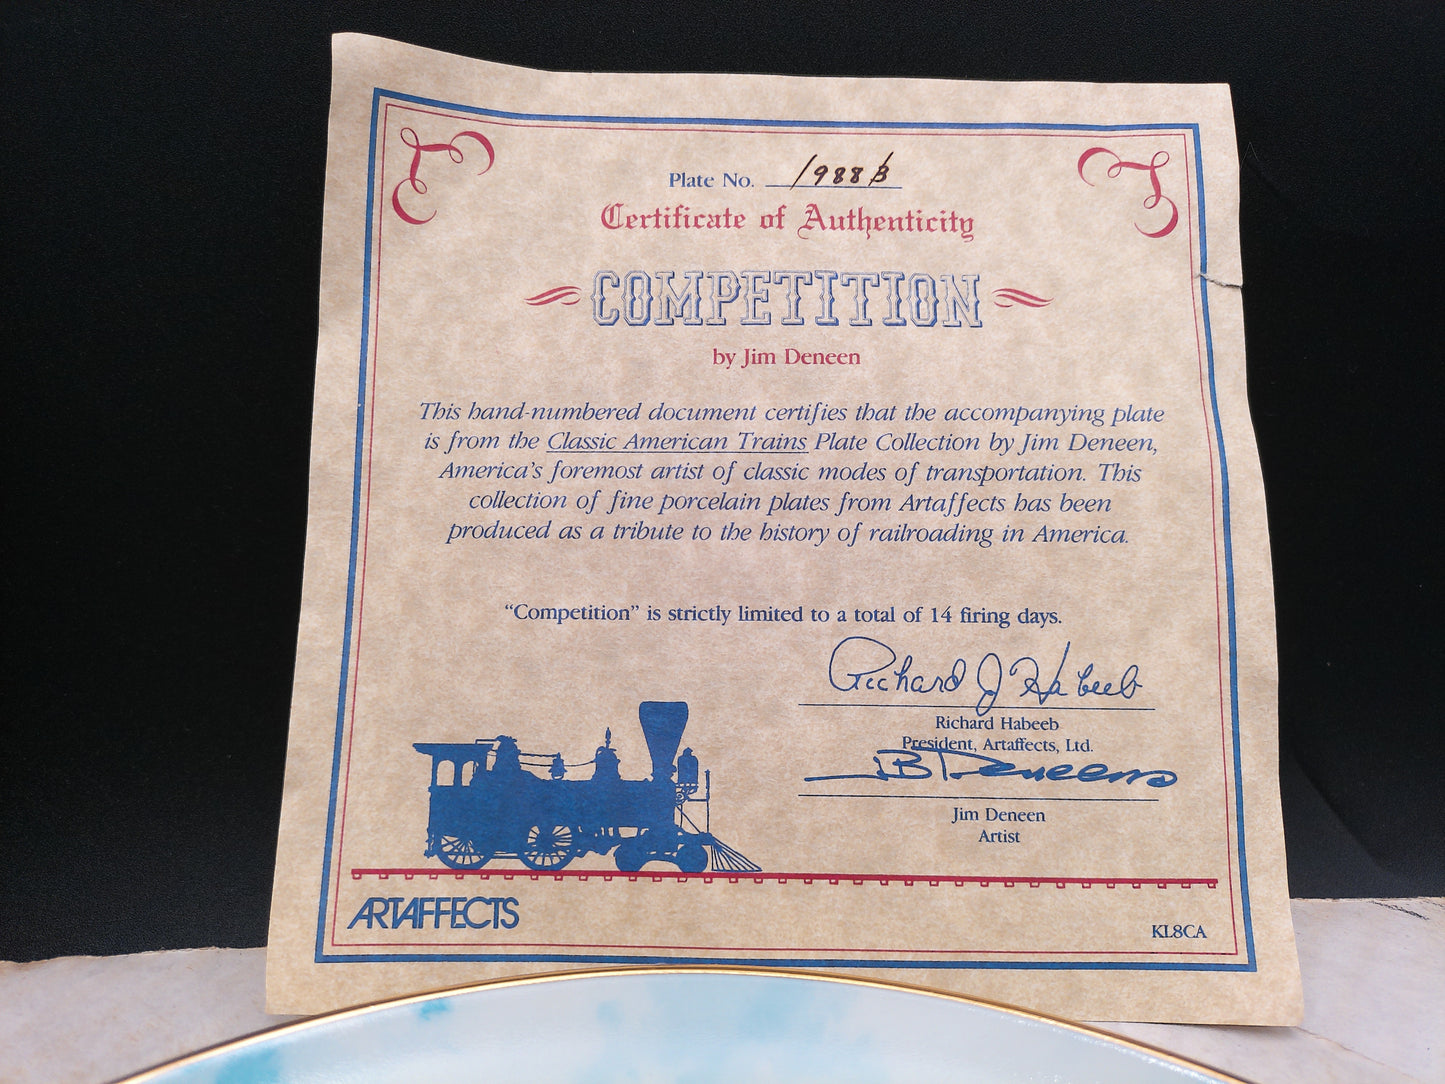 Plate No. 1988B
Certificate of Authenticity
COMPETITION
by Jim Deneen
This hand-numbered document certifies that the accompanying plate
is from the Classic American Trains Plate Collection by Jim Deneen,
America's foremost artist of classic modes of transportation. This
collection of fine porcelain plates from Artaffects has been
produced as a tribute to the history of railroading in America.
"Competition" is strictly limited to a total of 14 firing days.
Richard J Habeeb
Richard Habeeb
President, Artaffects, Ltd.
JB Deneen
Jim Deneen
Artist
ARTAFFECTS
KL8CA